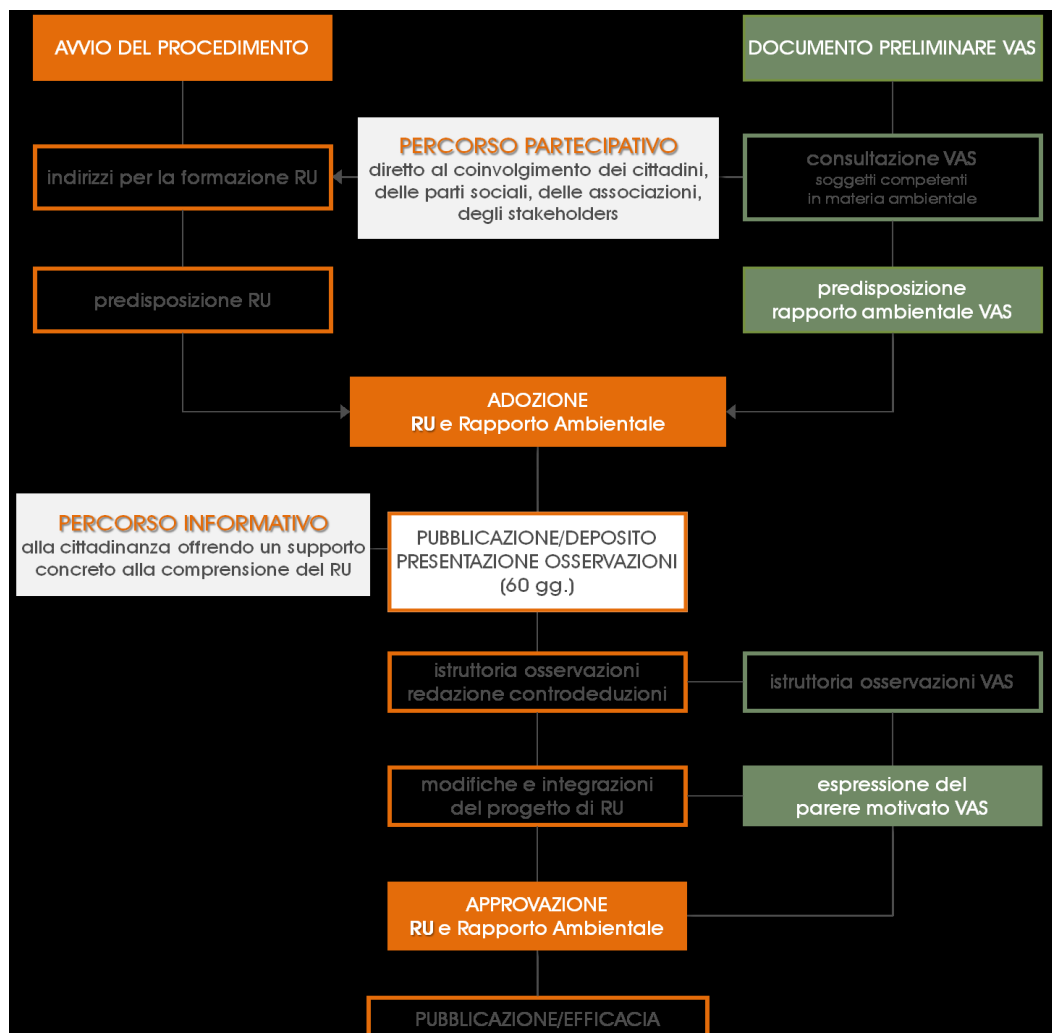 AVVIO DEL PROCEDIMENTO
DOCUMENTO PRELIMINARE VAS
PERCORSO PARTECIPATIVO
diretto al coinvolgimento dei cittadini,
delle parti sociali, delle associazioni,
degli stakeholders
indirizzi per la formazione RU
consultazione VAS
soggetti competenti
in materia ambientale
predisposizione RU
predisposizione
rapporto ambientale VAS
ADOZIONE
RU e Rapporto Ambientale
PERCORSO INFORMATIVO
alla cittadinanza offrendo un supporto
concreto alla comprensione del RU
PUBBLICAZIONE/DEPOSITO
PRESENTAZIONE OSSERVAZIONI
(60 gg.)
istruttoria osservazioni
redazione controdeduzioni
istruttoria osservazioni VAS
modifiche e integrazioni
del progetto di RU
espressione del
parere motivato VAS
APPROVAZIONE
RU e Rapporto Ambientale
PUBBLICAZIONE/EFFICACIA